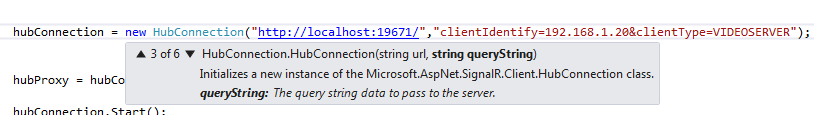 hubConnection = new HubConnection("http://localhost:19671/","clientIdentify=192.168.1.20&clientType=VIDEOSERVER");
▲ 3 of 6 ▼ HubConnection.HubConnection(string url, string queryString)
Initializes a new instance of the Microsoft.AspNet.SignalR.Client.HubConnection class.
hubProxy = hubCo
queryString: The query string data to pass to the server.
hubConnection.Start();